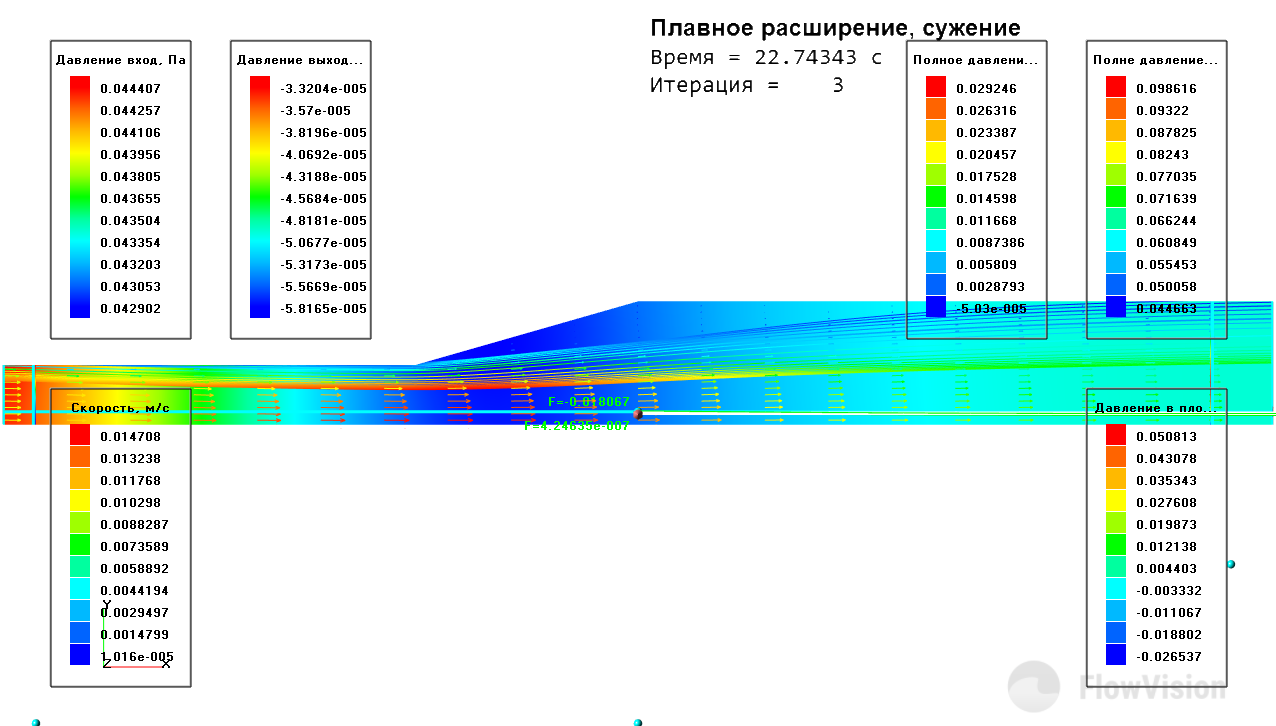 Плавное расширение, сужение
Время = 22.74343 с
Итерация = 3
Давление вход, Па
0.044407
0.044257
0.044106
0.043956
0.043805
0.043655
0.043504
0.043354
0.043203
0.043053
0.042902
Давление выход...
-3.3204e-005
-3.57e-005
-3.8196e-005
-4.0692e-005
-4.3188e-005
-4.5684e-005
-4.8181e-005
-5.0677e-005
-5.3173e-005
-5.5669e-005
-5.8165e-005
Полное давлени...
0.029246
0.026316
0.023387
0.020457
0.017528
0.014598
0.011668
0.0087386
0.005809
0.0028793
-5.03e-005
Полне давление...
0.098616
0.09322
0.087825
0.08243
0.077035
0.071639
0.066244
0.060849
0.055453
0.050058
0.044663
F=-0.018067
F=4.24635e-007
Скорость, м/с
0.014708
0.013238
0.011768
0.010298
0.0088287
0.0073589
0.0058892
0.0044194
0.0029497
0.0014799
1.016e-005
Y
Z
X
Давление в пло...
0.050813
0.043078
0.035343
0.027608
0.019873
0.012138
0.004403
-0.003332
-0.011067
-0.018802
-0.026537
FlowVision